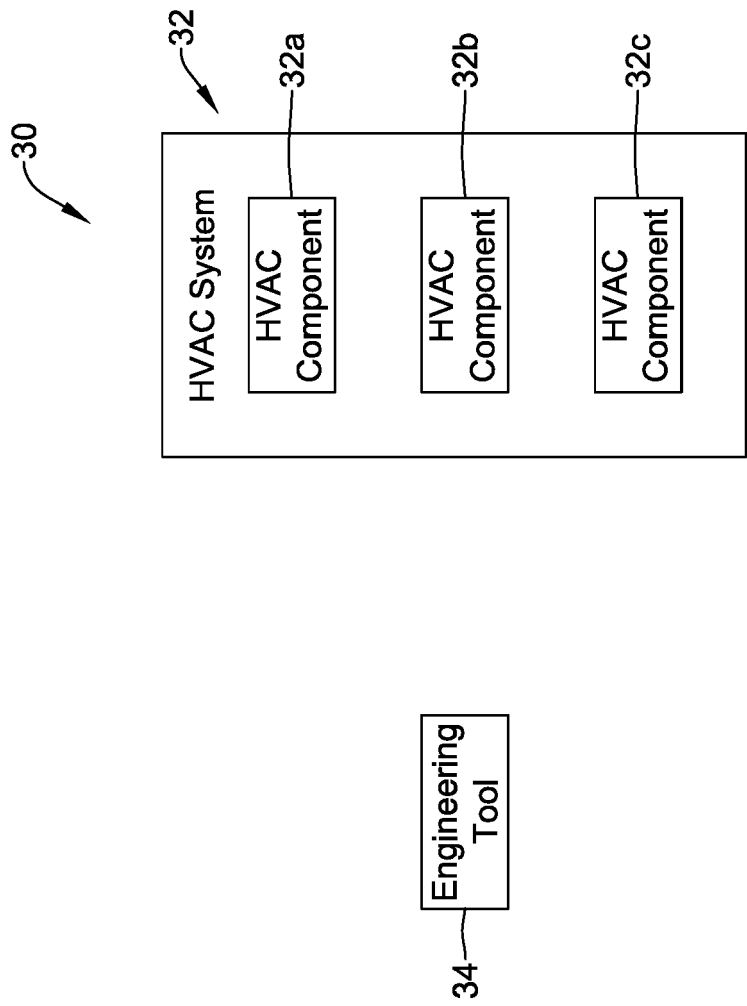 30
32
HVAC System
HVAC
Component
32a
HVAC
Component
32b
HVAC
Component
32c
Engineering
Tool
34